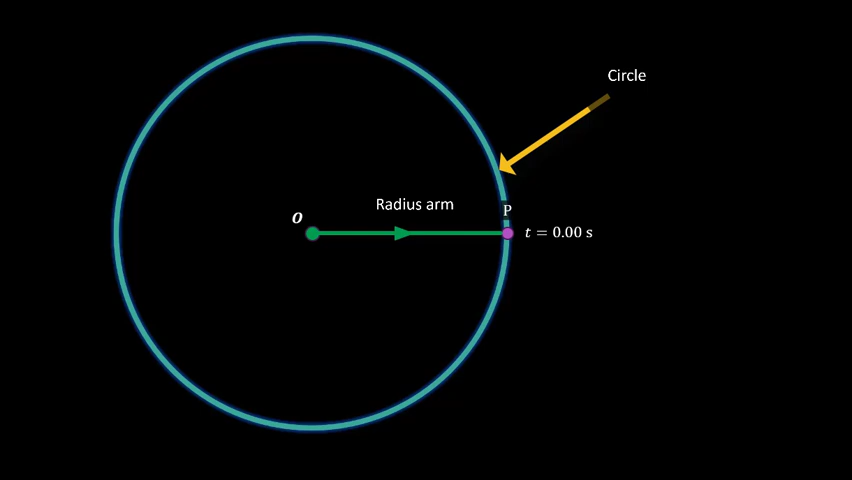 Circle
Radius arm
P
O
t = 0.00 s